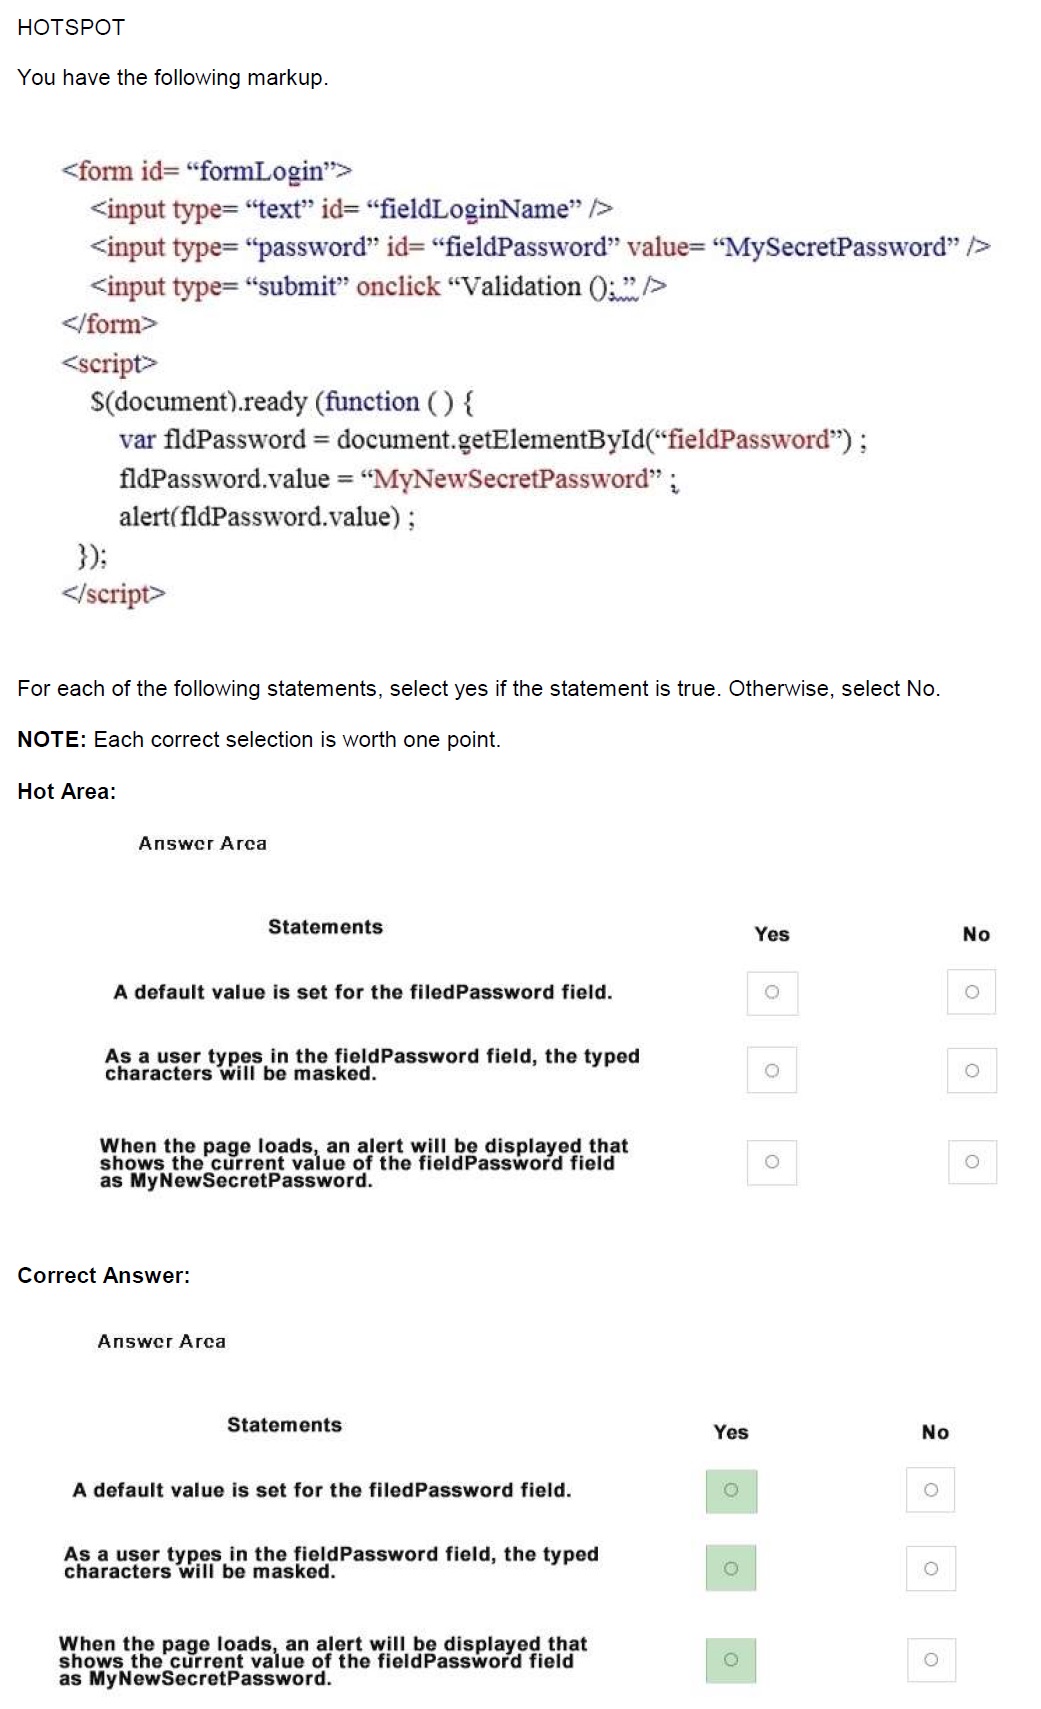 HOTSPOT
You have the following markup.
<form id= “formLogin”>
<input type= “text” id= “fieldLoginName” />
<input type= “password” id= “fieldPassword” value= “MySecretPassword” />
<input type= “submit” onclick “Validation (); ” />
</form>
<script>
$(document).ready (function ( ) {
var fldPassword = document.getElementById(“fieldPassword”) ;
fldPassword.value = “MyNewSecretPassword” ;
alert(fldPassword.value) ;
});
</script>
For each of the following statements, select yes if the statement is true. Otherwise, select No.
NOTE: Each correct selection is worth one point.
Hot Area:
Answer Area
Statements Yes No
A default value is set for the filedPassword field.
As a user types in the fieldPassword field, the typed
characters will be masked.
When the page loads, an alert will be displayed that
shows the current value of the fieldPassword field
as MyNewSecretPassword.
Correct Answer:
Answer Area
Statements Yes No
A default value is set for the filedPassword field.
As a user types in the fieldPassword field, the typed
characters will be masked.
When the page loads, an alert will be displayed that
shows the current value of the fieldPassword field
as MyNewSecretPassword.